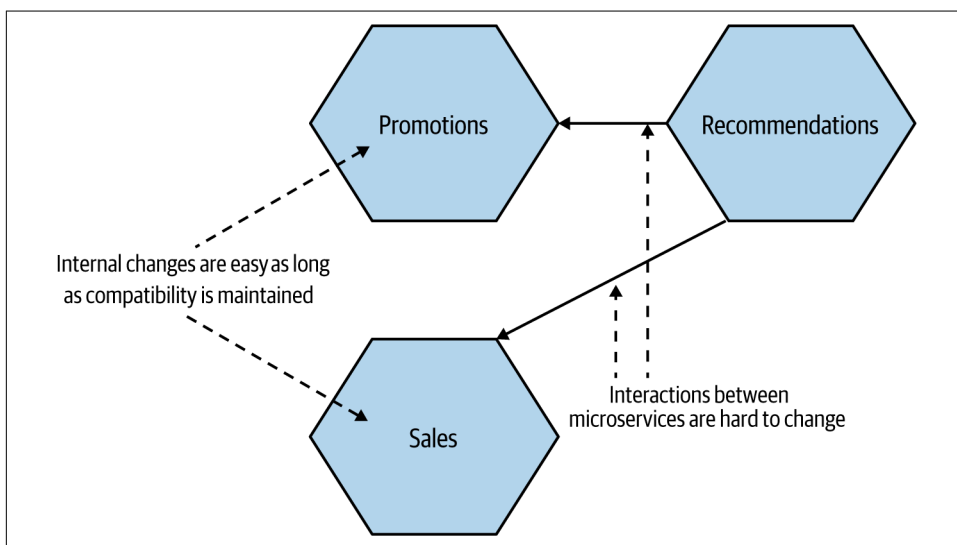 Promotions
Recommendations
Internal changes are easy as long
as compatibility is maintained
Interactions between
microservices are hard to change
Sales